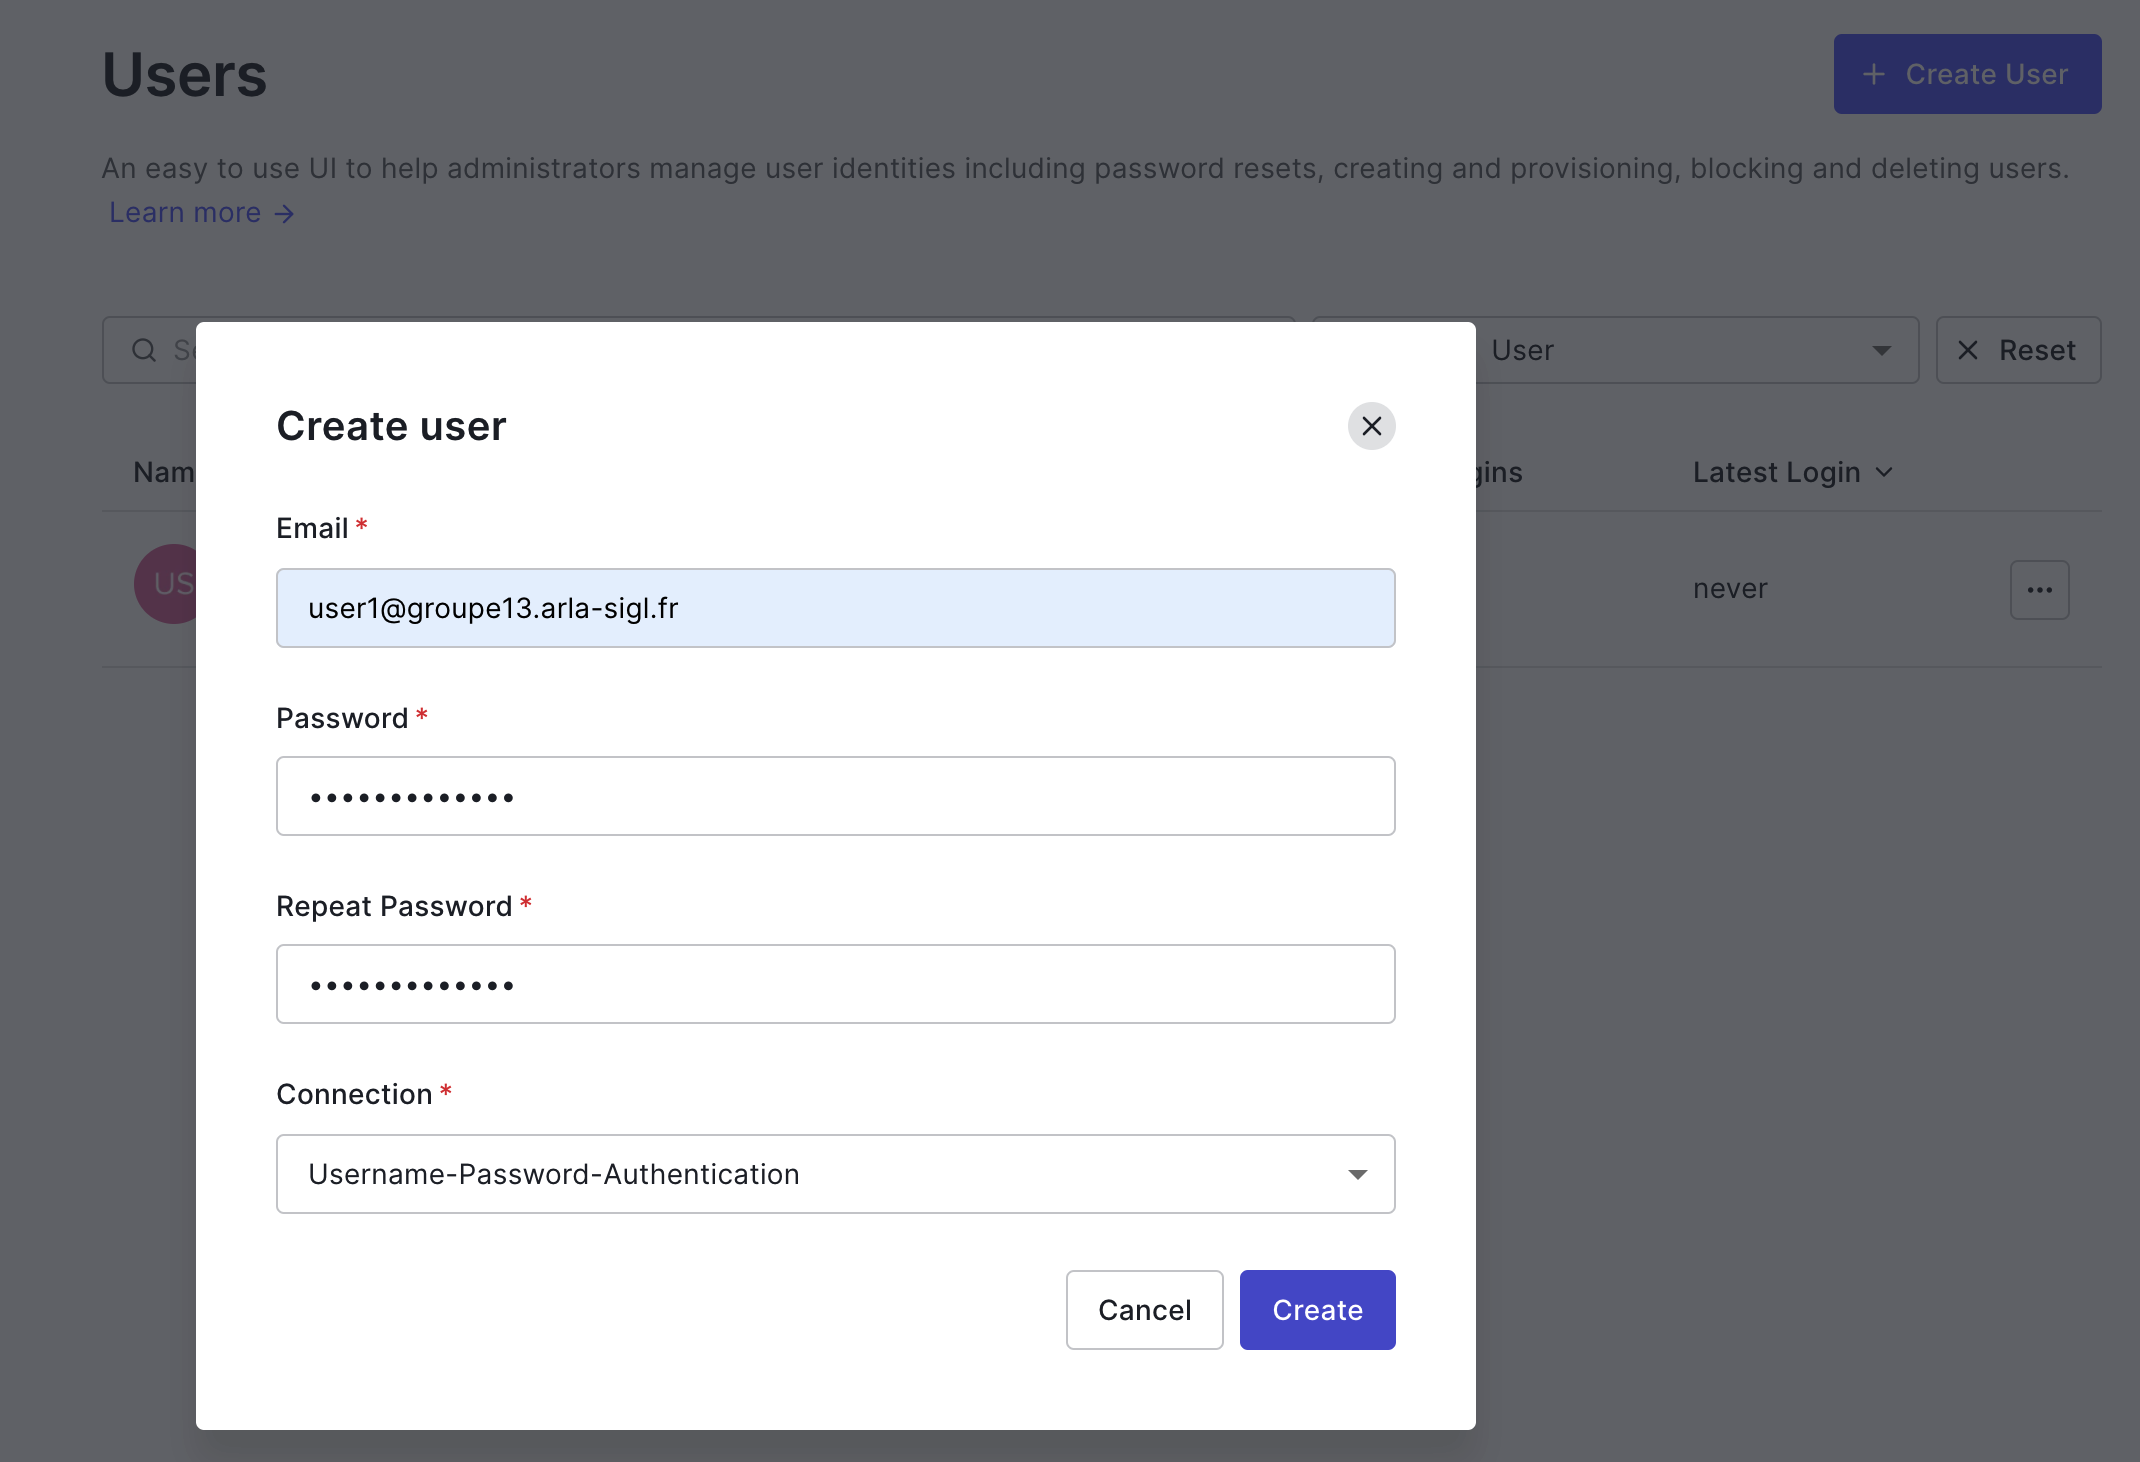 Users
+ Create User
An easy to use UI to help administrators manage user identities including password resets, creating and provisioning, blocking and deleting users.
Learn more →
User
Reset
Latest Login
US
never
Create user
Email *
user1@groupe13.arla-sigl.fr
Password *
•••••••••••••
Repeat Password *
•••••••••••••
Connection *
Username-Password-Authentication
Cancel
Create